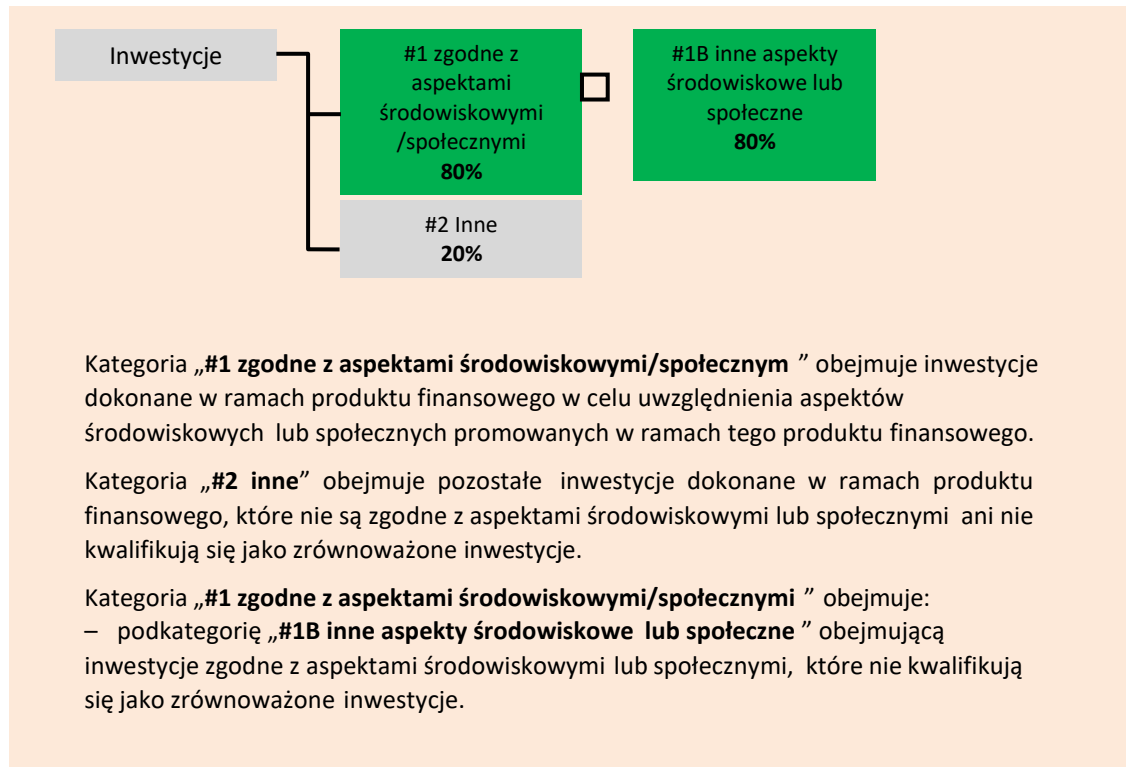 Inwestycje
#1 zgodne z
aspektami
środowiskowymi
/społecznymi
80%
#1B inne aspekty
środowiskowe lub
społeczne
80%
#2 Inne
20%
Kategoria „#1 zgodne z aspektami środowiskowymi/społecznym ” obejmuje inwestycje
dokonane w ramach produktu finansowego w celu uwzględnienia aspektów
środowiskowych lub społecznych promowanych w ramach tego produktu finansowego.
Kategoria „#2 inne” obejmuje pozostałe inwestycje dokonane w ramach produktu
finansowego, które nie są zgodne z aspektami środowiskowymi lub społecznymi ani nie
kwalifikują się jako zrównoważone inwestycje.
Kategoria „#1 zgodne z aspektami środowiskowymi/społecznymi ” obejmuje:
– podkategorię „#1B inne aspekty środowiskowe lub społeczne ” obejmującą
inwestycje zgodne z aspektami środowiskowymi lub społecznymi, które nie kwalifikują
się jako zrównoważone inwestycje.